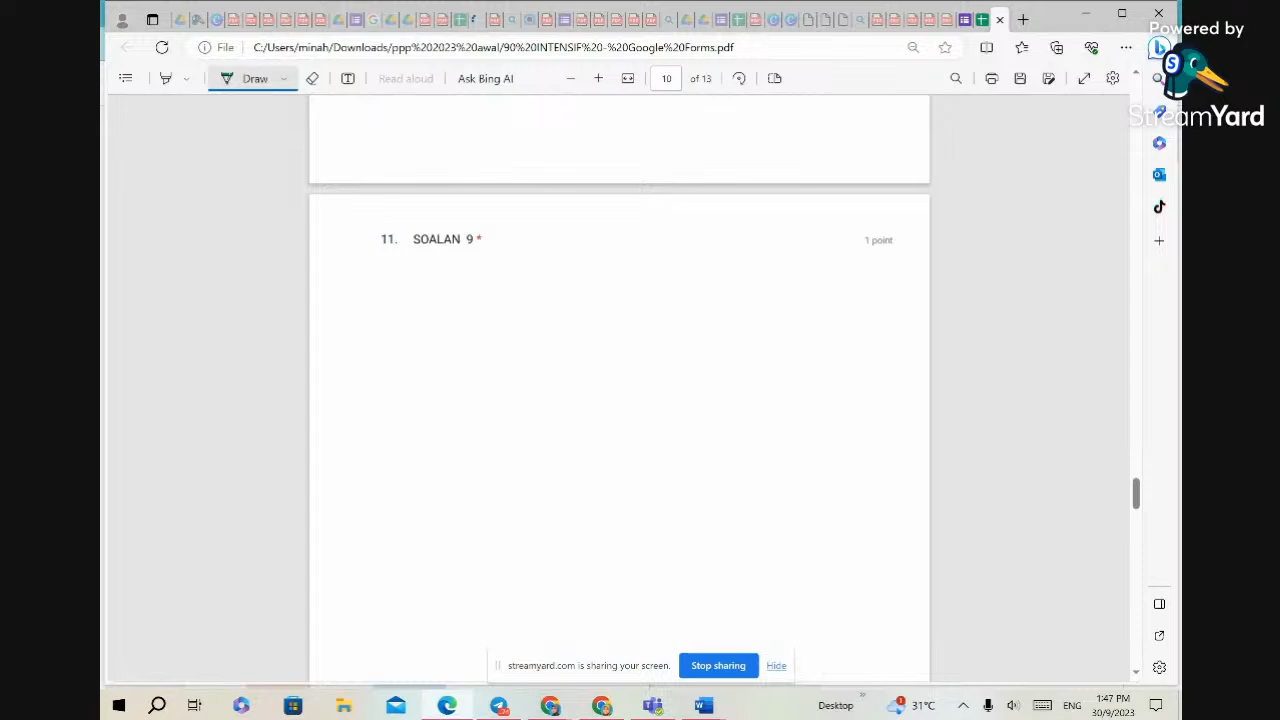 Powered by
StreamYard
File
C:/Users/minah/Downloads/ppp%202023%20awal/90%20INTENSIF%20-%20Google%20Forms.pdf
Draw
Read aloud
Ask Bing AI
10 of 13
11. SOALAN 9 *
1 point
streamyard.com is sharing your screen.
Stop sharing
Hide
Desktop
31°C
ENG
1:47 PM
30/9/2023